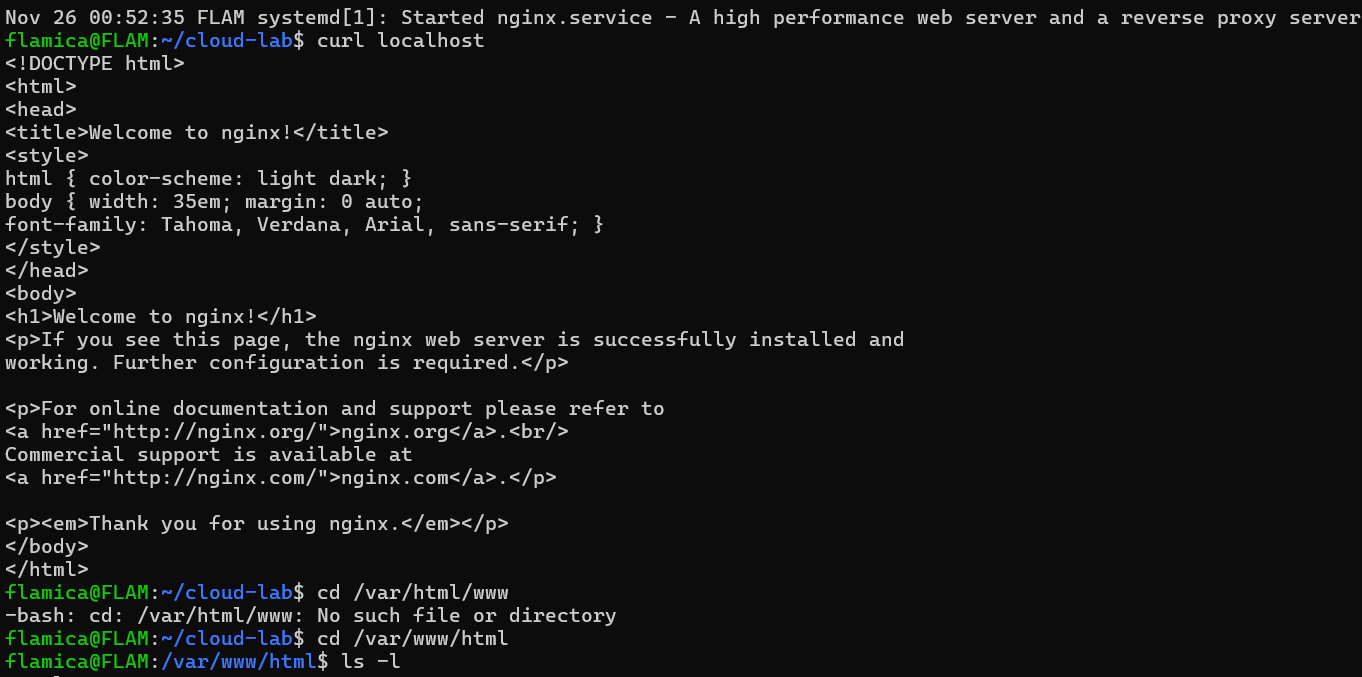 Nov 26 00:52:35 FLAM systemd[1]: Started nginx.service - A high performance web server and a reverse proxy server
flamica@FLAM:~/cloud-lab$ curl localhost
<!DOCTYPE html>
<html>
<head>
<title>Welcome to nginx!</title>
<style>
html { color-scheme: light dark; }
body { width: 35em; margin: 0 auto;
font-family: Tahoma, Verdana, Arial, sans-serif; }
</style>
</head>
<body>
<h1>Welcome to nginx!</h1>
<p>If you see this page, the nginx web server is successfully installed and
working. Further configuration is required.</p>

<p>For online documentation and support please refer to
<a href="http://nginx.org/">nginx.org</a>.<br/>
Commercial support is available at
<a href="http://nginx.com/">nginx.com</a>.</p>

<p><em>Thank you for using nginx.</em></p>
</body>
</html>
flamica@FLAM:~/cloud-lab$ cd /var/html/www
-bash: cd: /var/html/www: No such file or directory
flamica@FLAM:~/cloud-lab$ cd /var/www/html
flamica@FLAM:/var/www/html$ ls -l